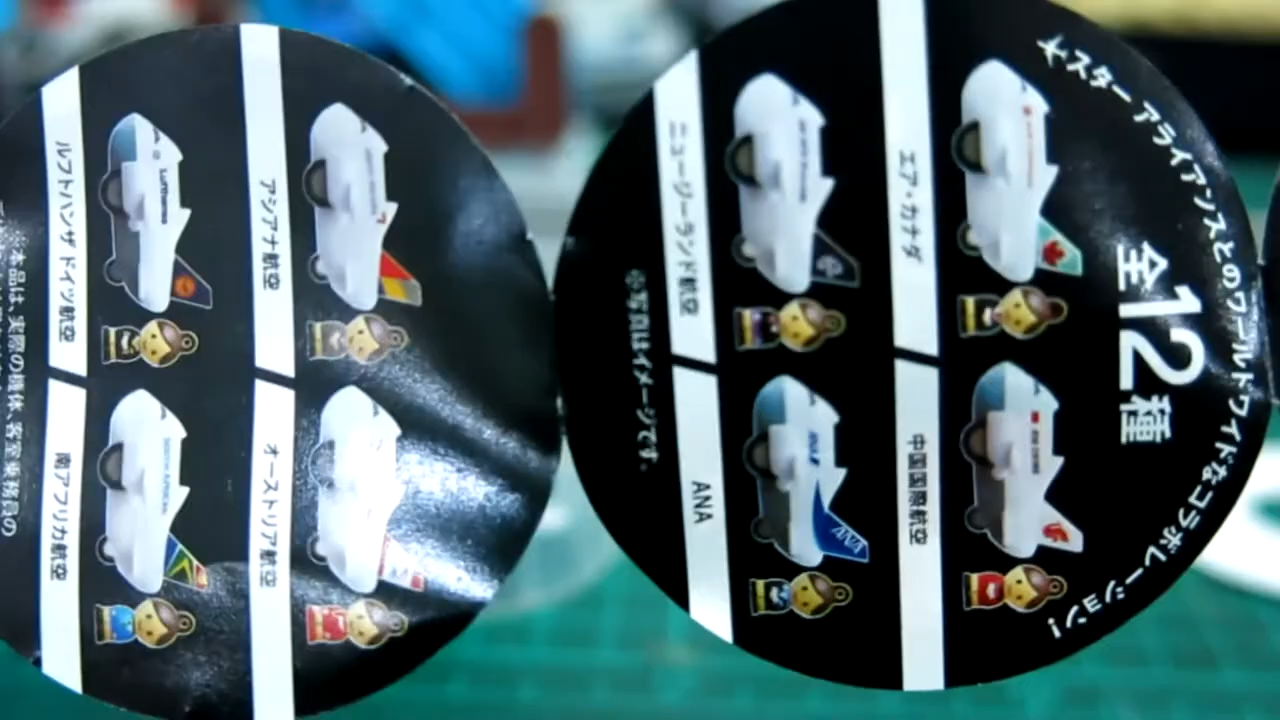 ★スター アライアンスとのワールドワイドなコラボレーション!
全12種
エア・カナダ
中国国際航空
ニュージーランド航空
ANA
※写真はイメージです。
アシアナ航空
オーストリア航空
ルフトハンザ ドイツ航空
南アフリカ航空
Lufthansa
ANA
ANA
※本品は、実際の機体、客室乗務員の